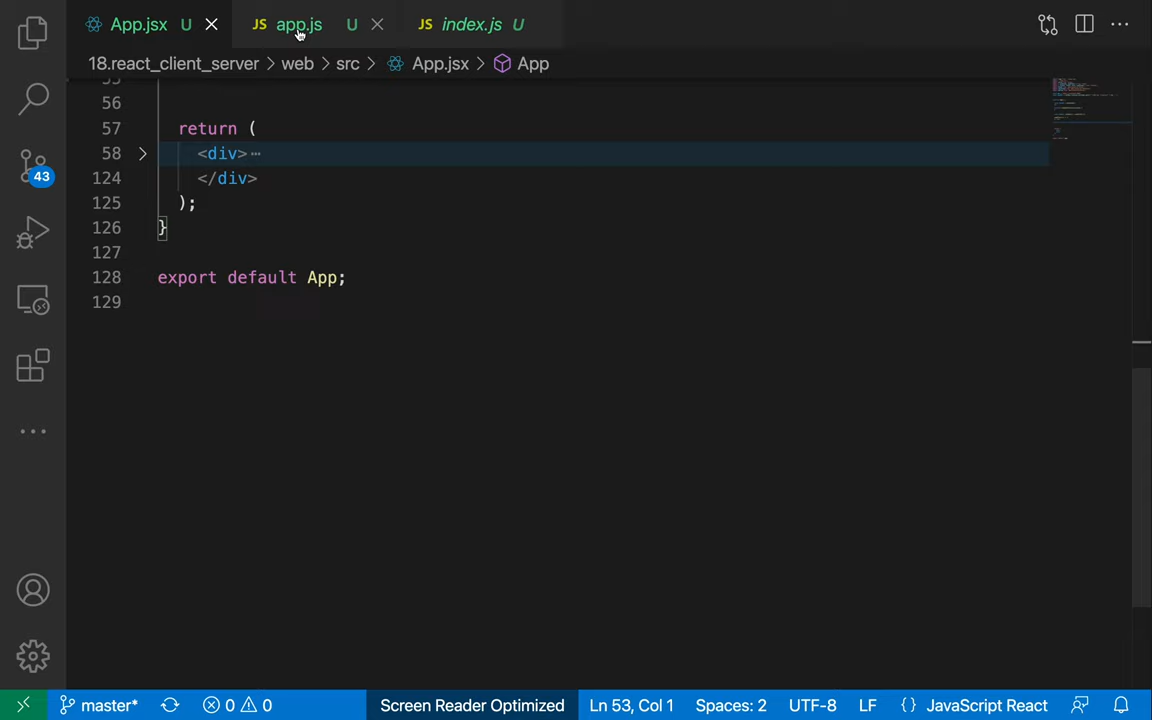 App.jsx U
JS app.js U
JS index.js U
18.react_client_server > web > src > App.jsx > App
55
56
57 return (
58 <div>⋯
124 </div>
125 );
126 }
127
128 export default App;
129
43
master* 0 0 Screen Reader Optimized Ln 53, Col 1 Spaces: 2 UTF-8 LF {} JavaScript React